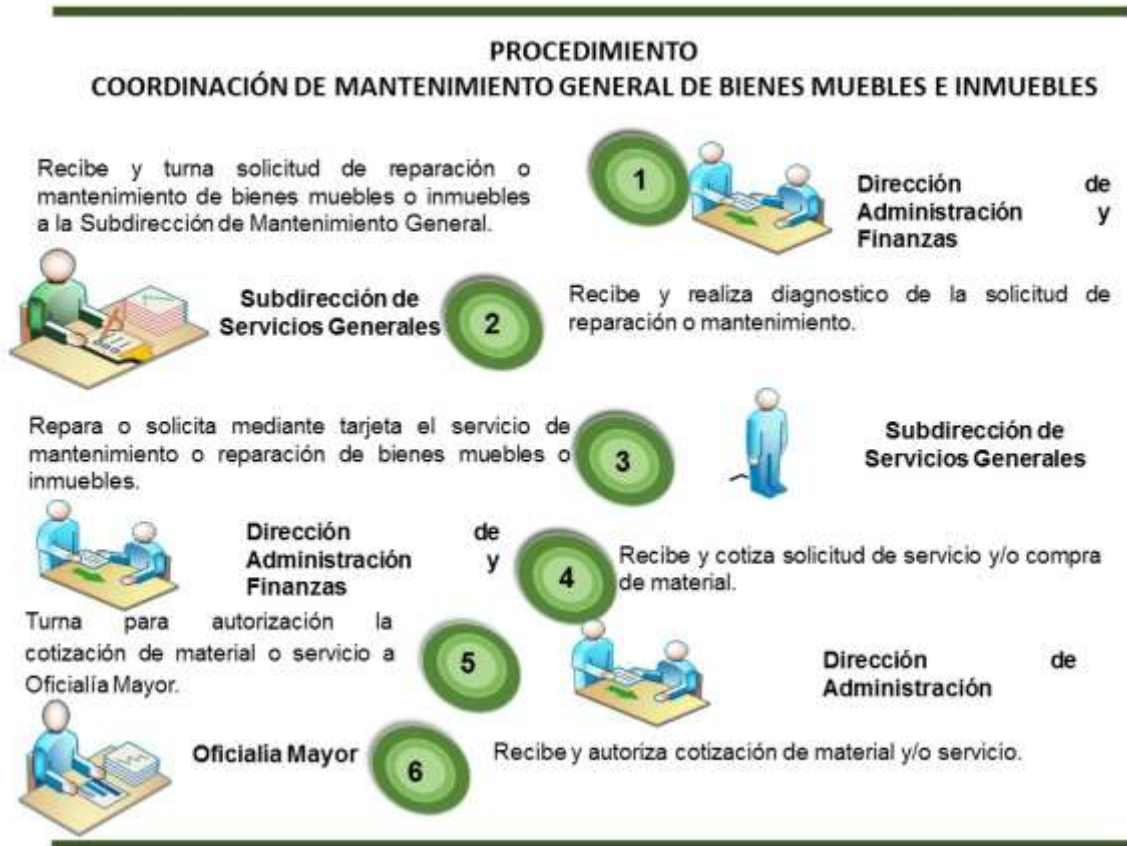 PROCEDIMIENTO
COORDINACIÓN DE MANTENIMIENTO GENERAL DE BIENES MUEBLES E INMUEBLES
Recibe y turna solicitud de reparación o
mantenimiento de bienes muebles o inmuebles
a la Subdirección de Mantenimiento General.
1
Dirección de
Administración y
Finanzas
Subdirección de
Servicios Generales
2
Recibe y realiza diagnostico de la solicitud de
reparación o mantenimiento.
Repara o solicita mediante tarjeta el servicio de
mantenimiento o reparación de bienes muebles o
inmuebles.
3
Subdirección de
Servicios Generales
Dirección de
Administración y
Finanzas
4
Recibe y cotiza solicitud de servicio y/o compra
de material.
Turna para autorización la
cotización de material o servicio a
Oficialía Mayor.
5
Dirección de
Administración
Oficialia Mayor
6
Recibe y autoriza cotización de material y/o servicio.